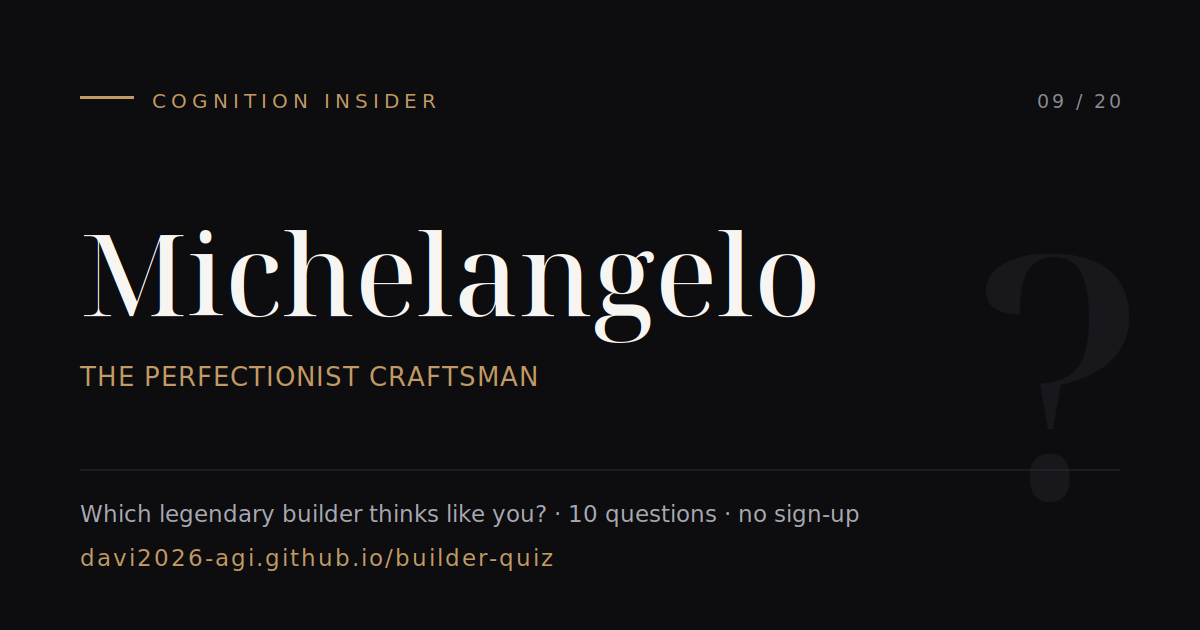 COGNITION INSIDER
09 / 20
Michelangelo
THE PERFECTIONIST CRAFTSMAN
?
Which legendary builder thinks like you? · 10 questions · no sign-up
davi2026-agi.github.io/builder-quiz